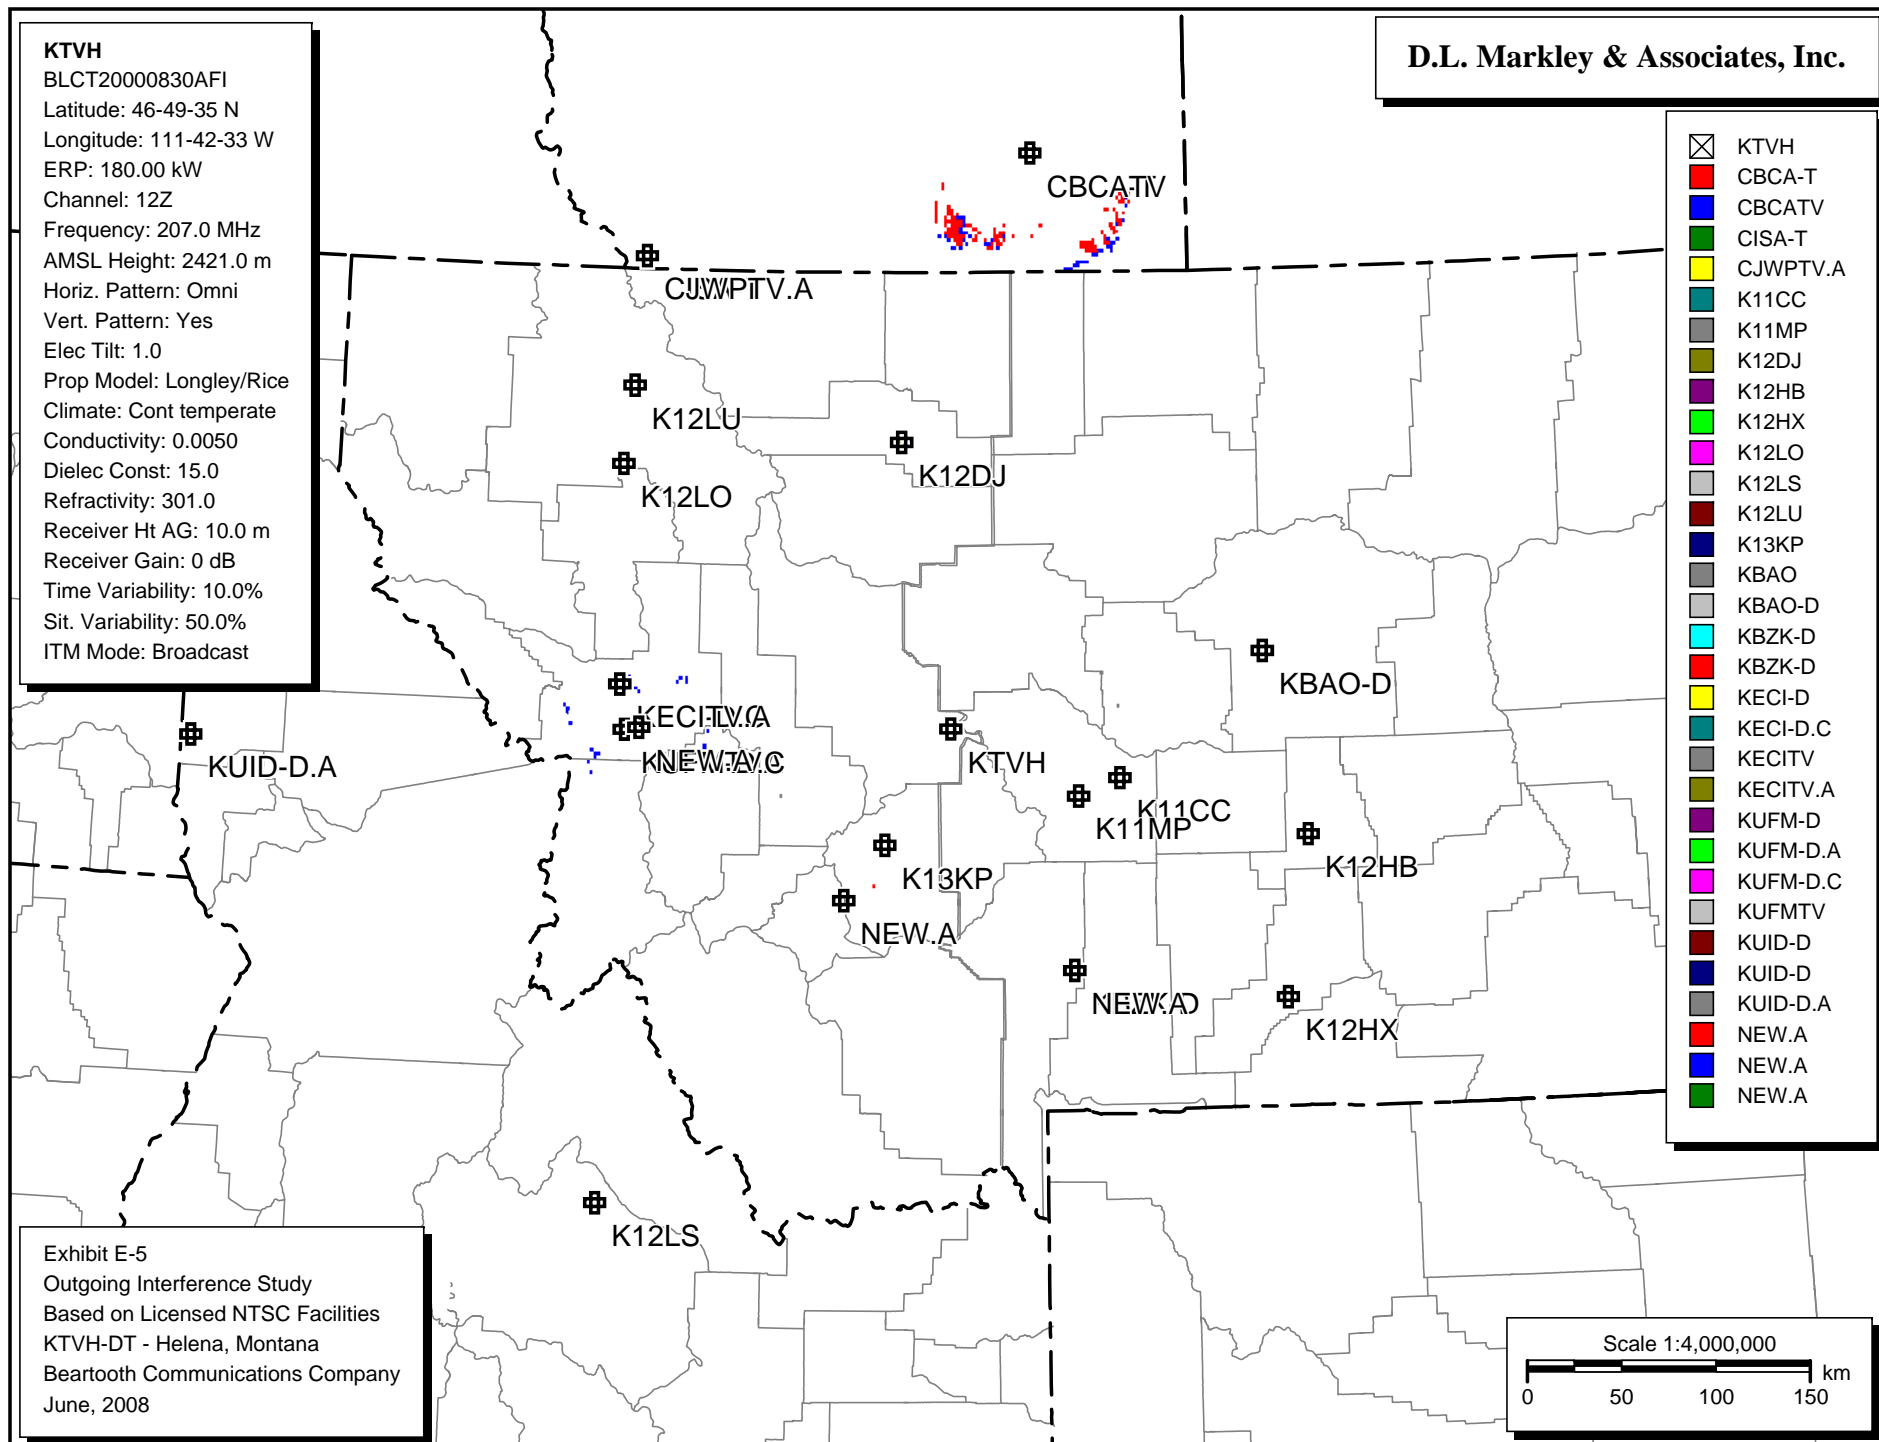 KTVH
BLCT20000830AFI
Latitude: 46-49-35 N
Longitude: 111-42-33 W
ERP: 180.00 kW
Channel: 12Z
Frequency: 207.0 MHz
AMSL Height: 2421.0 m
Horiz. Pattern: Omni
Vert. Pattern: Yes
Elec Tilt: 1.0
Prop Model: Longley/Rice
Climate: Cont temperate
Conductivity: 0.0050
Dielec Const: 15.0
Refractivity: 301.0
Receiver Ht AG: 10.0 m
Receiver Gain: 0 dB
Time Variability: 10.0%
Sit. Variability: 50.0%
ITM Mode: Broadcast
D.L. Markley & Associates, Inc.
KTVH
CBCA-T
CBCATV
CISA-T
CJWPTV.A
K11CC
K11MP
K12DJ
K12HB
K12HX
K12LO
K12LS
K12LU
K13KP
KBAO
KBAO-D
KBZK-D
KBZK-D
KECI-D
KECI-D.C
KECITV
KECITV.A
KUFM-D
KUFM-D.A
KUFM-D.C
KUFMTV
KUID-D
KUID-D
KUID-D.A
NEW.A
NEW.A
NEW.A
CBCATV
CJWPTV.A
K12LU
K12DJ
K12LO
KBAO-D
KECITV.A
NEW.A
KUID-D.A
KTVH
K11CC
K11MP
K12HB
K13KP
NEW.A
NEW.A
K12HX
K12LS
Exhibit E-5
Outgoing Interference Study
Based on Licensed NTSC Facilities
KTVH-DT - Helena, Montana
Beartooth Communications Company
June, 2008
Scale 1:4,000,000
km
0 50 100 150